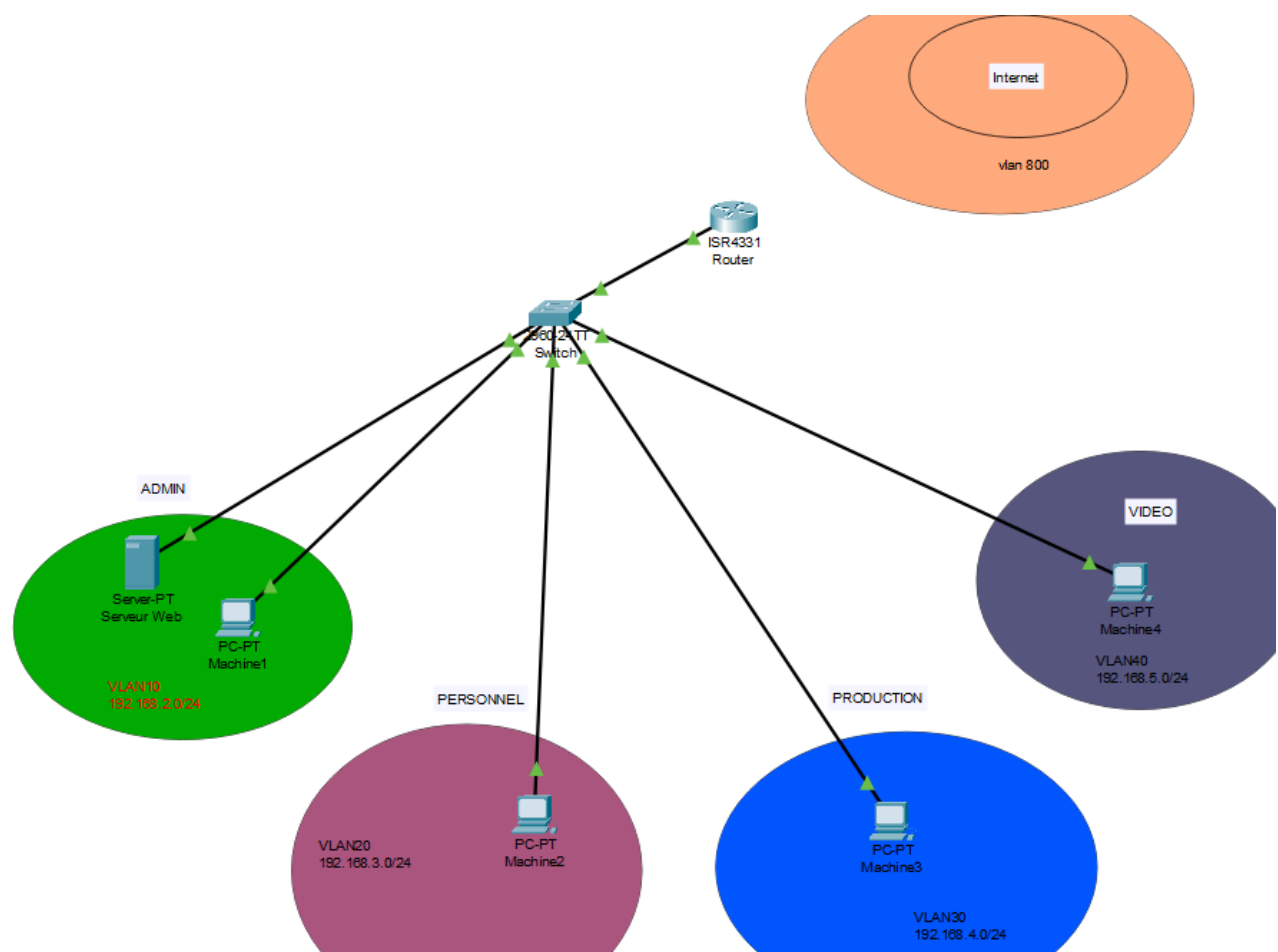 Internet
vlan 800
ISR4331
Router
2960-24TT
Switch
ADMIN
Server-PT
Serveur Web
PC-PT
Machine1
VLAN10
192.168.2.0/24
PERSONNEL
VLAN20
192.168.3.0/24
PC-PT
Machine2
PRODUCTION
PC-PT
Machine3
VLAN30
192.168.4.0/24
VIDEO
PC-PT
Machine4
VLAN40
192.168.5.0/24